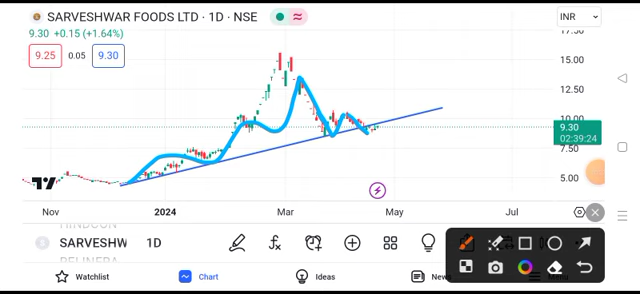 SARVESHWAR FOODS LTD · 1D · NSE
INR
9.30 +0.15 (+1.64%)
9.25 0.05 9.30
17.50
15.00
12.50
10.00
9.30
02:39:24
7.50
5.00
Nov 2024 Mar May Jul
SARVESHW 1D
Watchlist Chart Ideas News